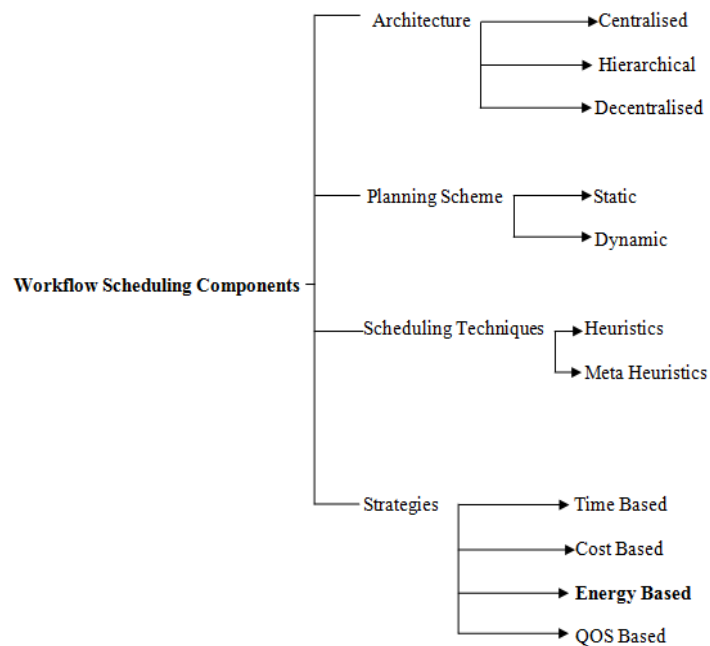 Architecture
Centralised
Hierarchical
Decentralised
Planning Scheme
Static
Dynamic
Workflow Scheduling Components
Scheduling Techniques
Heuristics
Meta Heuristics
Strategies
Time Based
Cost Based
Energy Based
QOS Based